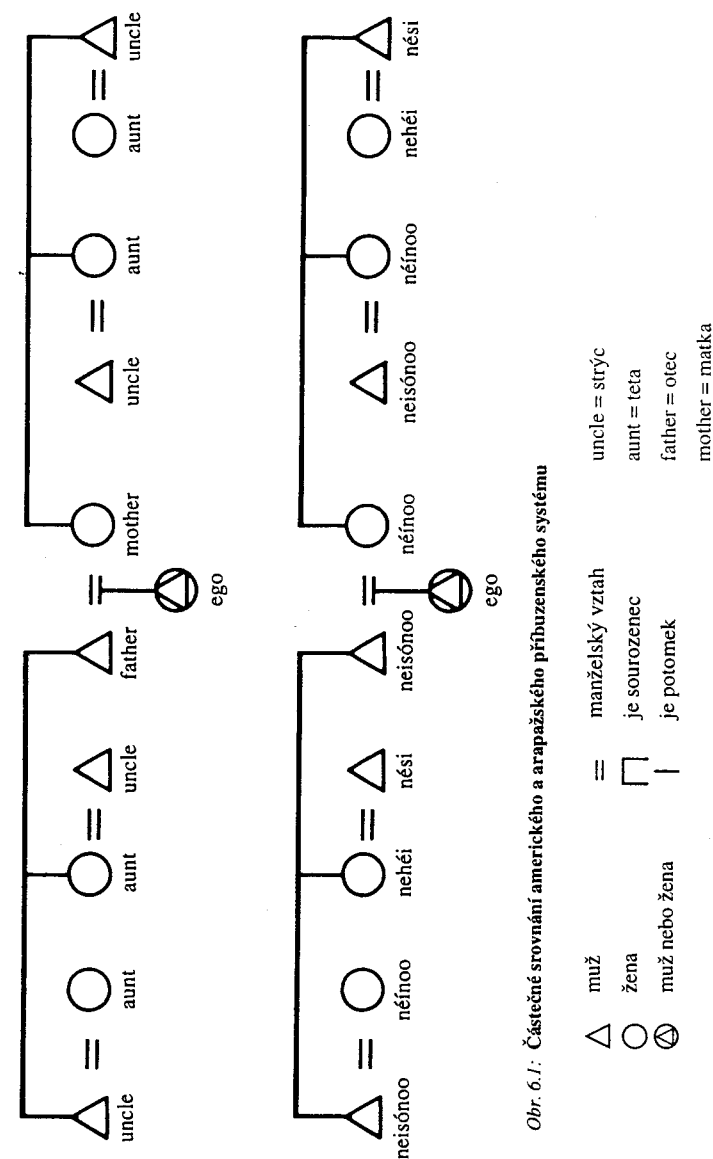 uncle aunt aunt uncle father mother uncle aunt aunt uncle
ego
neisónoo néínoo nehéi nési neisónoo néínoo neisónoo néínoo nehéi nési
ego
Obr. 6.1: Částečné srovnání amerického a arapažského příbuzenského systému
muž = manželský vztah uncle = strýc
žena je sourozenec aunt = teta
muž nebo žena je potomek father = otec
mother = matka